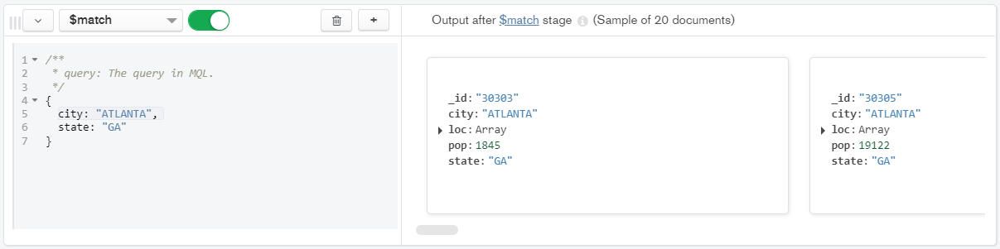 $match
+
Output after $match stage (Sample of 20 documents)
1 /**
2 * query: The query in MQL.
3 */
4 {
5 city: "ATLANTA",
6 state: "GA"
7 }
_id: "30303"
city: "ATLANTA"
loc: Array
pop: 1845
state: "GA"
_id: "30305"
city: "ATLANTA"
loc: Array
pop: 19122
state: "GA"